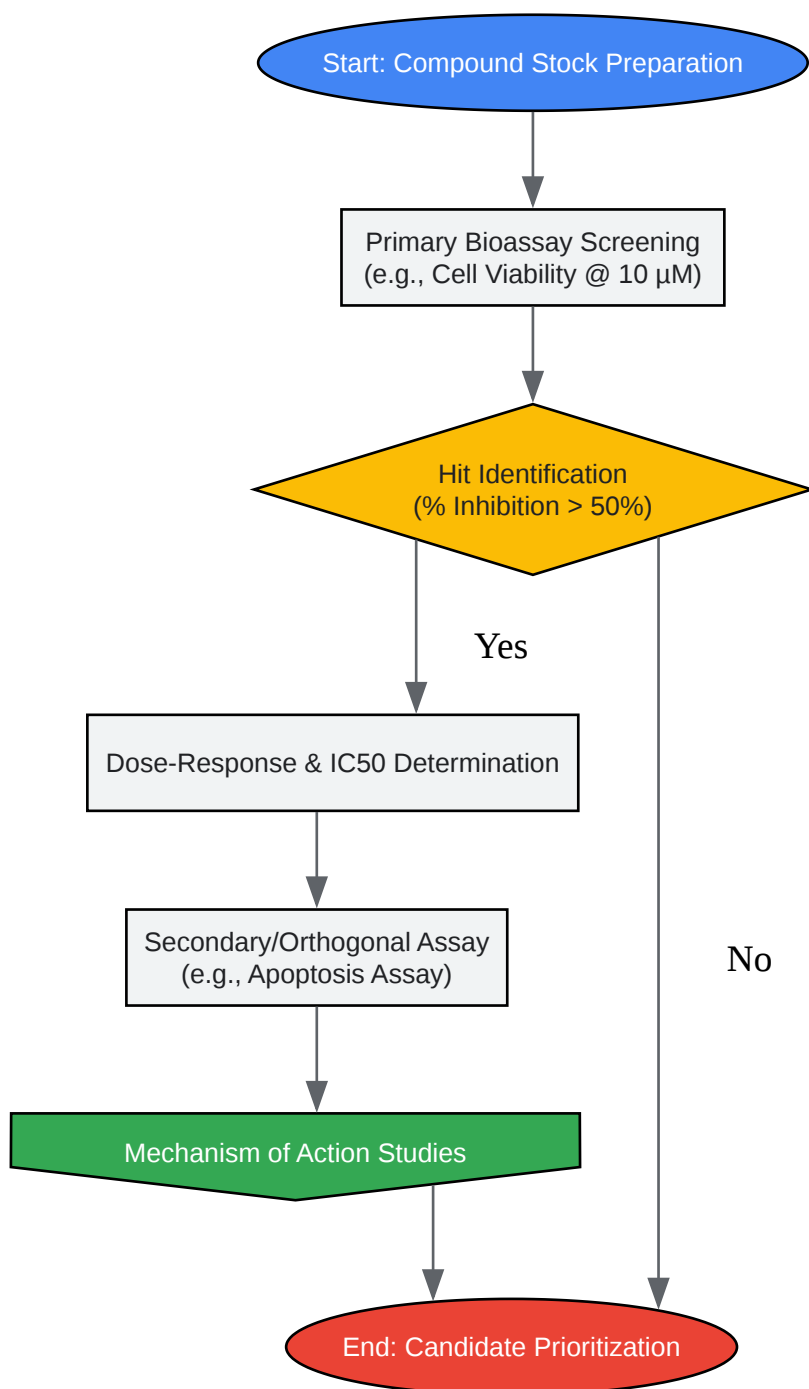 Start: Compound Stock Preparation
Primary Bioassay Screening
(e.g., Cell Viability @ 10 µM)
Hit Identification
(% Inhibition > 50%)
Yes
Dose-Response & IC50 Determination
Secondary/Orthogonal Assay
(e.g., Apoptosis Assay)
No
Mechanism of Action Studies
End: Candidate Prioritization